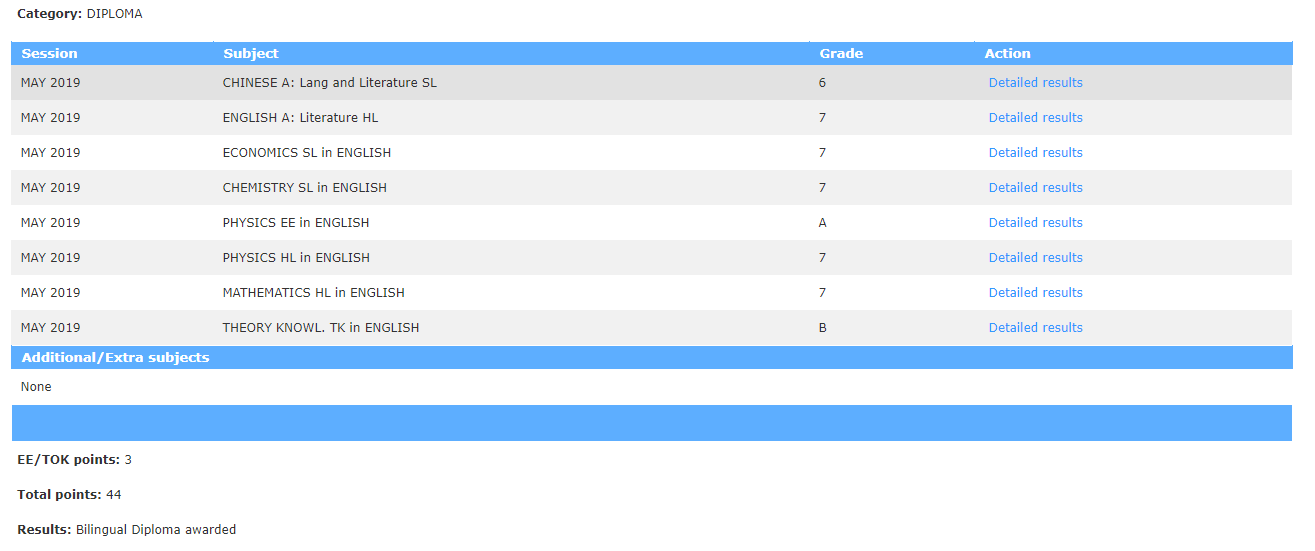 Category: DIPLOMA
Session Subject Grade Action
MAY 2019 CHINESE A: Lang and Literature SL 6 Detailed results
MAY 2019 ENGLISH A: Literature HL 7 Detailed results
MAY 2019 ECONOMICS SL in ENGLISH 7 Detailed results
MAY 2019 CHEMISTRY SL in ENGLISH 7 Detailed results
MAY 2019 PHYSICS EE in ENGLISH A Detailed results
MAY 2019 PHYSICS HL in ENGLISH 7 Detailed results
MAY 2019 MATHEMATICS HL in ENGLISH 7 Detailed results
MAY 2019 THEORY KNOWL. TK in ENGLISH B Detailed results
Additional/Extra subjects
None
EE/TOK points: 3
Total points: 44
Results: Bilingual Diploma awarded